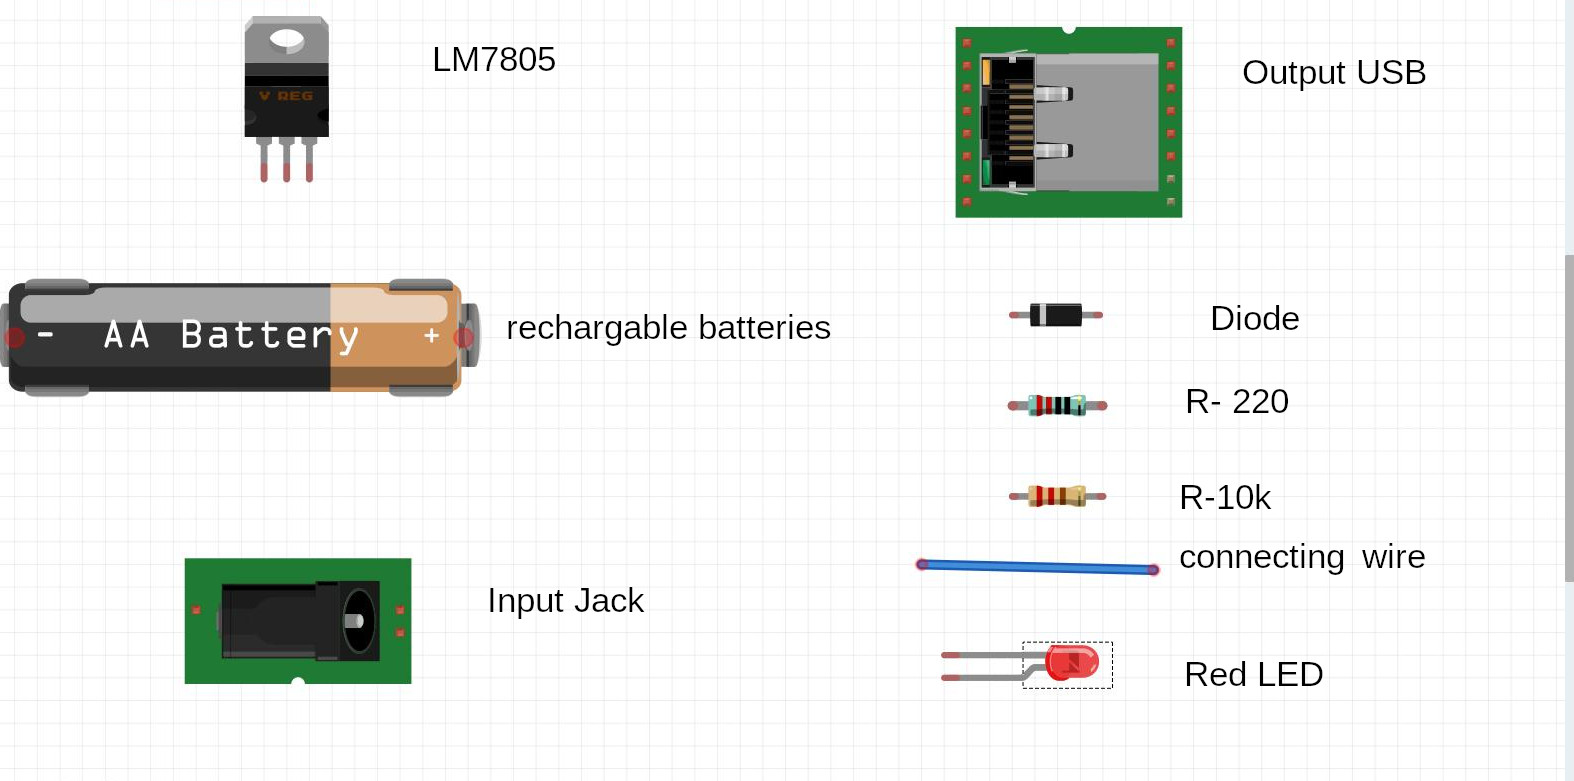 LM7805
V REG
Output USB
- AA Battery +
rechargable batteries
Diode
R- 220
R-10k
connecting wire
Input Jack
Red LED